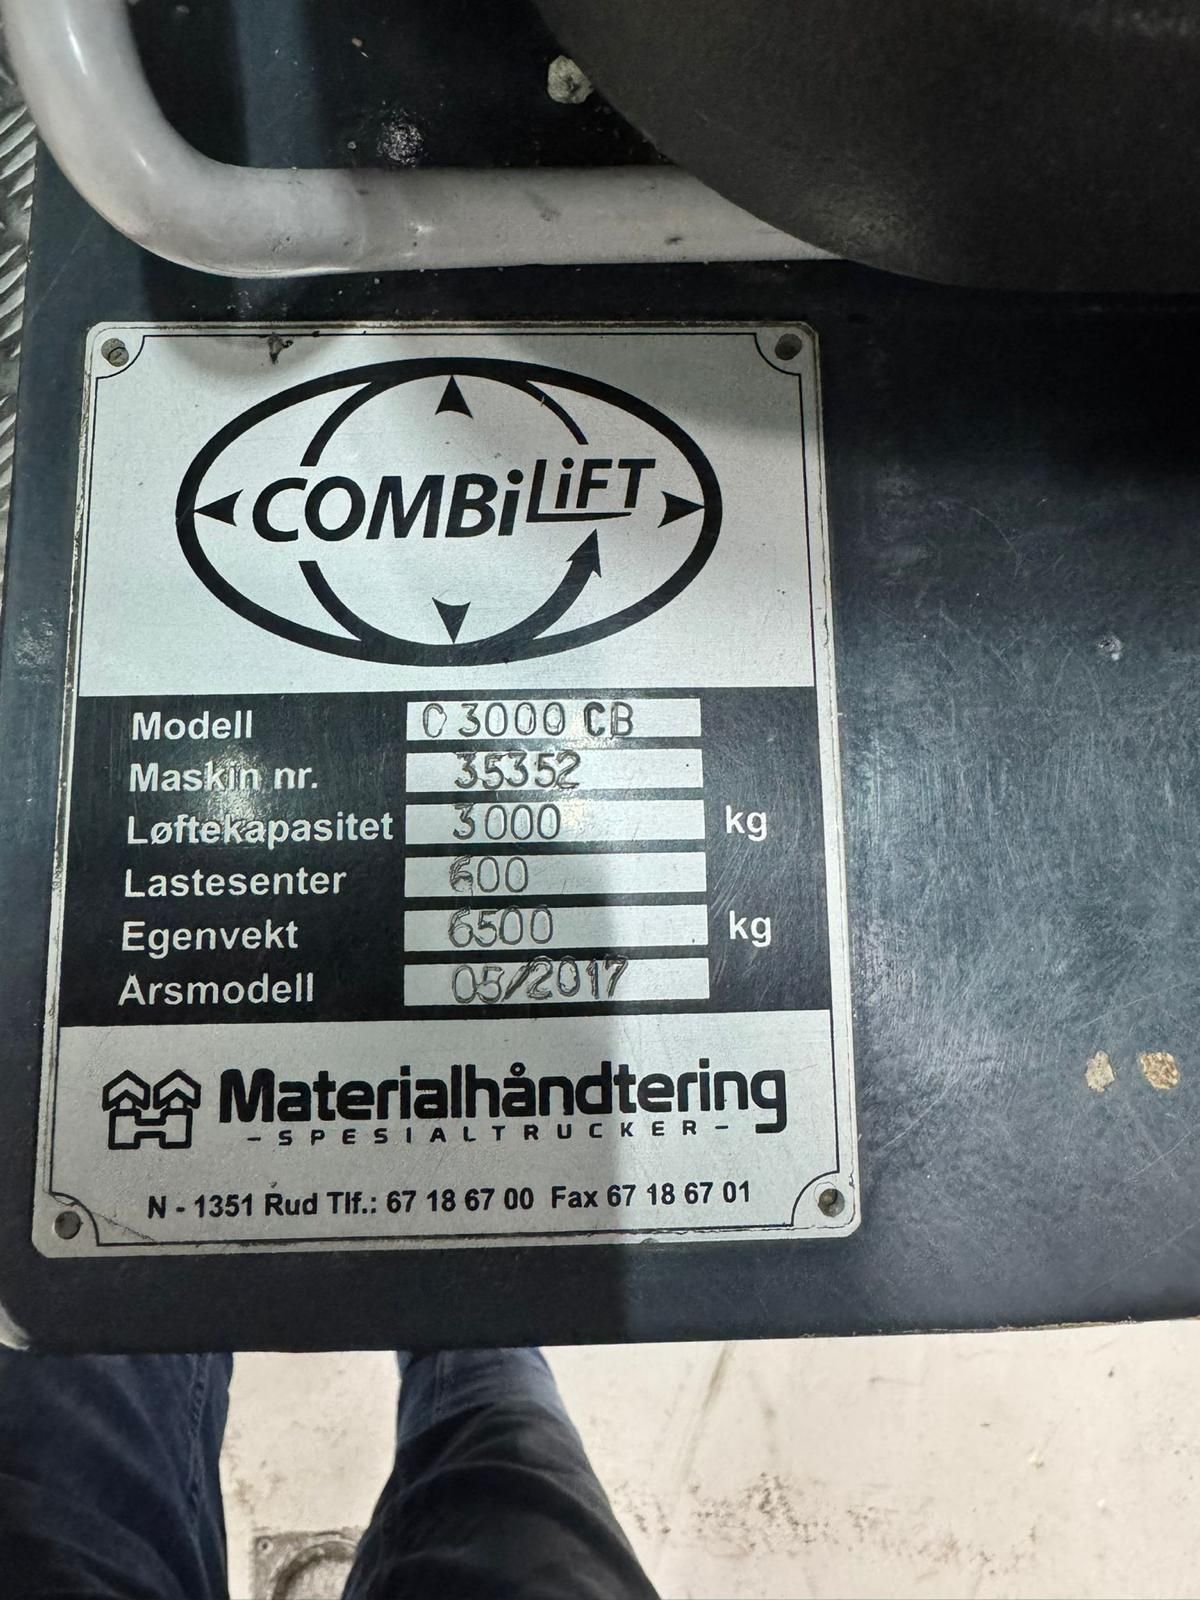 COMBiLiFT
Modell C 3000 CB
Maskin nr. 35352
Løftekapasitet 3000 kg
Lastesenter 600
Egenvekt 6500 kg
Årsmodell 05/2017
Materialhåndtering
- SPESIALTRUCKER -
N - 1351 Rud Tlf.: 67 18 67 00 Fax 67 18 67 01